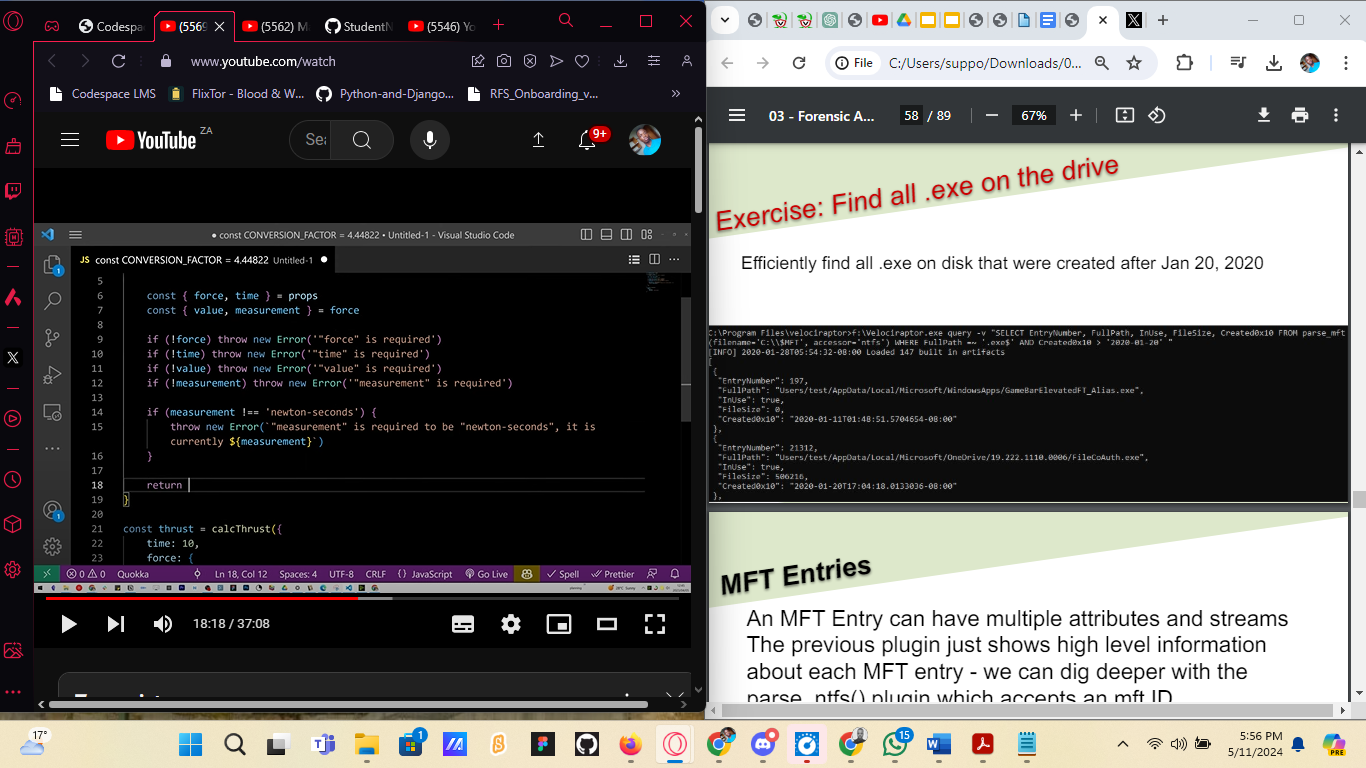 Codespa
(5569
(5562) M
StudentN
(5546) Yo
www.youtube.com/watch
Codespace LMS
FlixTor - Blood & W...
Python-and-Django...
RFS_Onboarding_v...
»
YouTube
ZA
Sea
9+
● const CONVERSION_FACTOR = 4.44822 • Untitled-1 - Visual Studio Code
JS const CONVERSION_FACTOR = 4.44822 Untitled-1 ●
5
6 const { force, time } = props
7 const { value, measurement } = force
8
9 if (!force) throw new Error('"force" is required')
10 if (!time) throw new Error('"time" is required')
11 if (!value) throw new Error('"value" is required')
12 if (!measurement) throw new Error('"measurement" is required')
13
14 if (measurement !== 'newton-seconds') {
15 throw new Error(`"measurement" is required to be "newton-seconds", it is
currently ${measurement}`)
16 }
17
18 return
19 }
20
21 const thrust = calcThrust({
22 time: 10,
23 force: {
0 0 Quokka
Ln 18, Col 12 Spaces: 4 UTF-8 CRLF {} JavaScript Go Live Spell Prettier
18:18 / 37:08
File
C:/Users/suppo/Downloads/0...
03 - Forensic A...
58 / 89
67%
Exercise: Find all .exe on the drive
Efficiently find all .exe on disk that were created after Jan 20, 2020
C:\Program Files\velociraptor>f:\Velociraptor.exe query -v "SELECT EntryNumber, FullPath, InUse, FileSize, Created0x10 FROM parse_mft
(filename='C:\\$MFT', accessor='ntfs') WHERE FullPath =~ '.exe$' AND Created0x10 > '2020-01-20' "
[INFO] 2020-01-28T05:54:32-08:00 Loaded 147 built in artifacts
[
{
"EntryNumber": 197,
"FullPath": "Users/test/AppData/Local/Microsoft/WindowsApps/GameBarElevatedFT_Alias.exe",
"InUse": true,
"FileSize": 0,
"Created0x10": "2020-01-11T01:48:51.5704654-08:00"
},
{
"EntryNumber": 21312,
"FullPath": "Users/test/AppData/Local/Microsoft/OneDrive/19.222.1110.0006/FileCoAuth.exe",
"InUse": true,
"FileSize": 506216,
"Created0x10": "2020-01-20T17:04:18.0133036-08:00"
},
MFT Entries
An MFT Entry can have multiple attributes and streams
The previous plugin just shows high level information
about each MFT entry - we can dig deeper with the
parse_ntfs() plugin which accepts an mft ID
17°
1
15
5:56 PM
5/11/2024
PRE